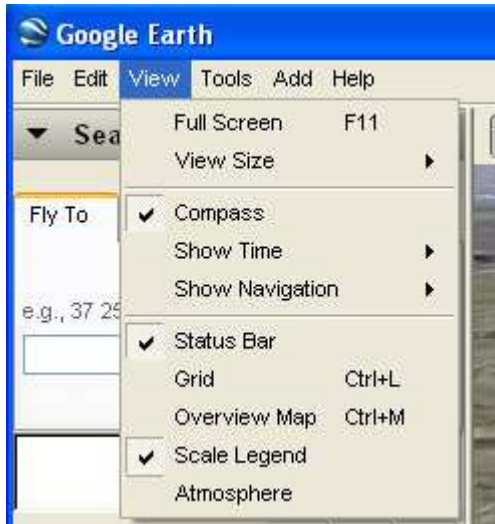 Google Earth
File Edit View Tools Add Help
Sea
Full Screen F11
View Size
Fly To
Compass
Show Time
Show Navigation
e.g., 37 25
Status Bar
Grid Ctrl+L
Overview Map Ctrl+M
Scale Legend
Atmosphere